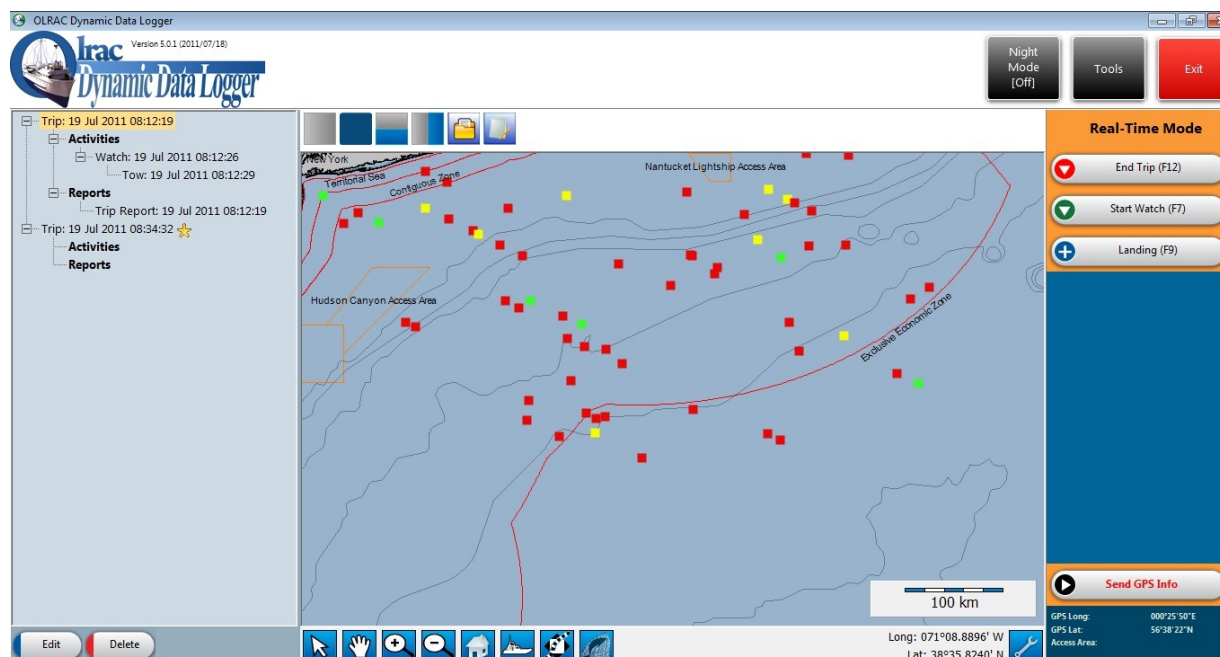 OLRAC Dynamic Data Logger
Olrac Version 5.0.1 (2011/07/18)
Dynamic Data Logger
Night Mode [Off]
Tools
Exit
Trip: 19 Jul 2011 08:12:19
Activities
Watch: 19 Jul 2011 08:12:26
Tow: 19 Jul 2011 08:12:29
Reports
Trip Report: 19 Jul 2011 08:12:19
Trip: 19 Jul 2011 08:34:32
Activities
Reports
Edit
Delete
New York
Territorial Sea
Contiguous Zone
Nantucket Lightship Access Area
Hudson Canyon Access Area
Exclusive Economic Zone
100 km
Long: 071°08.8896' W
Lat: 38°35.8240' N
Real-Time Mode
End Trip (F12)
Start Watch (F7)
Landing (F9)
Send GPS Info
GPS Long: 000°25'50"E
GPS Lat: 56°38'22"N
Access Area: